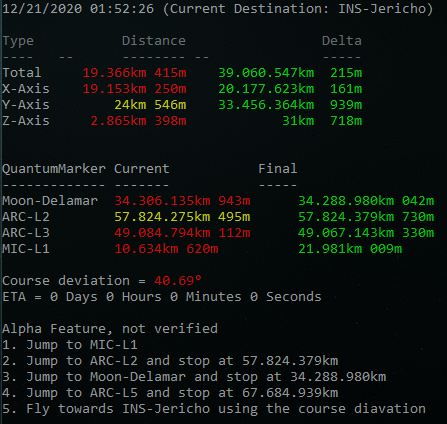 12/21/2020 01:52:26 (Current Destination: INS-Jericho)
Type Distance Delta
---- -- -------- -- -----
Total 19.366km 415m 39.060.547km 215m
X-Axis 19.153km 250m 20.177.623km 161m
Y-Axis 24km 546m 33.456.364km 939m
Z-Axis 2.865km 398m 31km 718m
QuantumMarker Current Final
------------- ------- -----
Moon-Delamar 34.306.135km 943m 34.288.980km 042m
ARC-L2 57.824.275km 495m 57.824.379km 730m
ARC-L3 49.084.794km 112m 49.067.143km 330m
MIC-L1 10.634km 620m 21.981km 009m
Course deviation = 40.69°
ETA = 0 Days 0 Hours 0 Minutes 0 Seconds
Alpha Feature, not verified
1. Jump to MIC-L1
2. Jump to ARC-L2 and stop at 57.824.379km
3. Jump to Moon-Delamar and stop at 34.288.980km
4. Jump to ARC-L5 and stop at 67.684.939km
5. Fly towards INS-Jericho using the course diavation